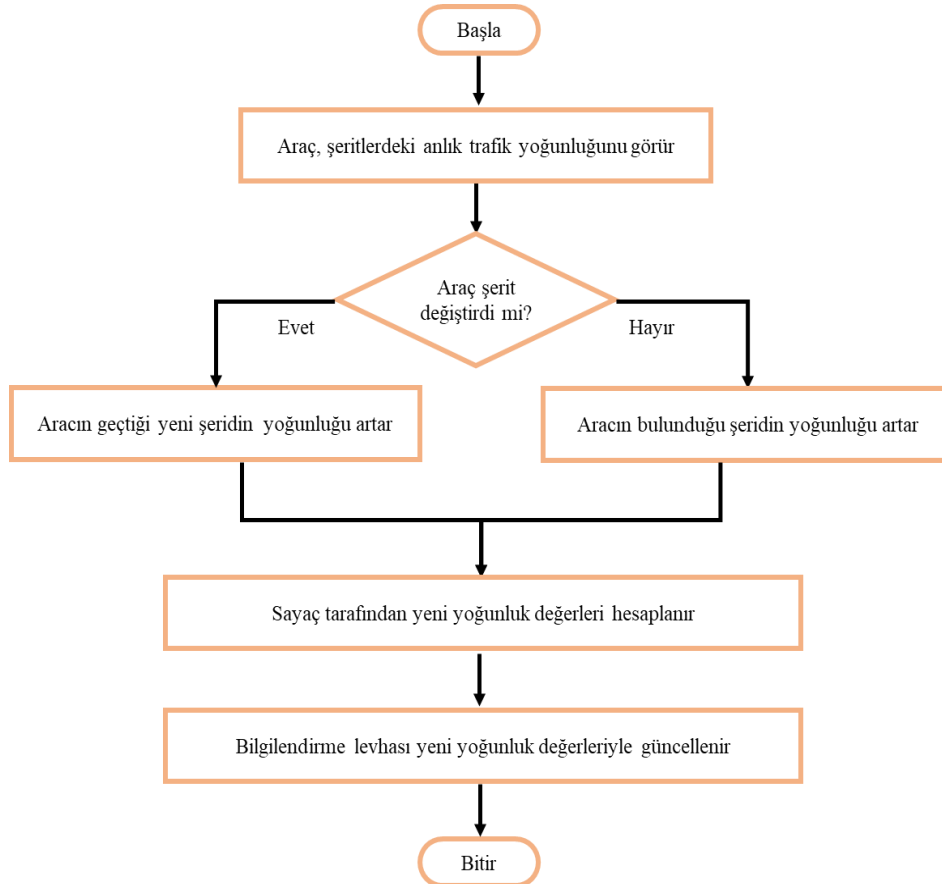 Başla
Araç, şeritlerdeki anlık trafik yoğunluğunu görür
Araç şerit
değiştirdi mi?
Evet
Hayır
Aracın geçtiği yeni şeridin yoğunluğu artar
Aracın bulunduğu şeridin yoğunluğu artar
Sayaç tarafından yeni yoğunluk değerleri hesaplanır
Bilgilendirme levhası yeni yoğunluk değerleriyle güncellenir
Bitir